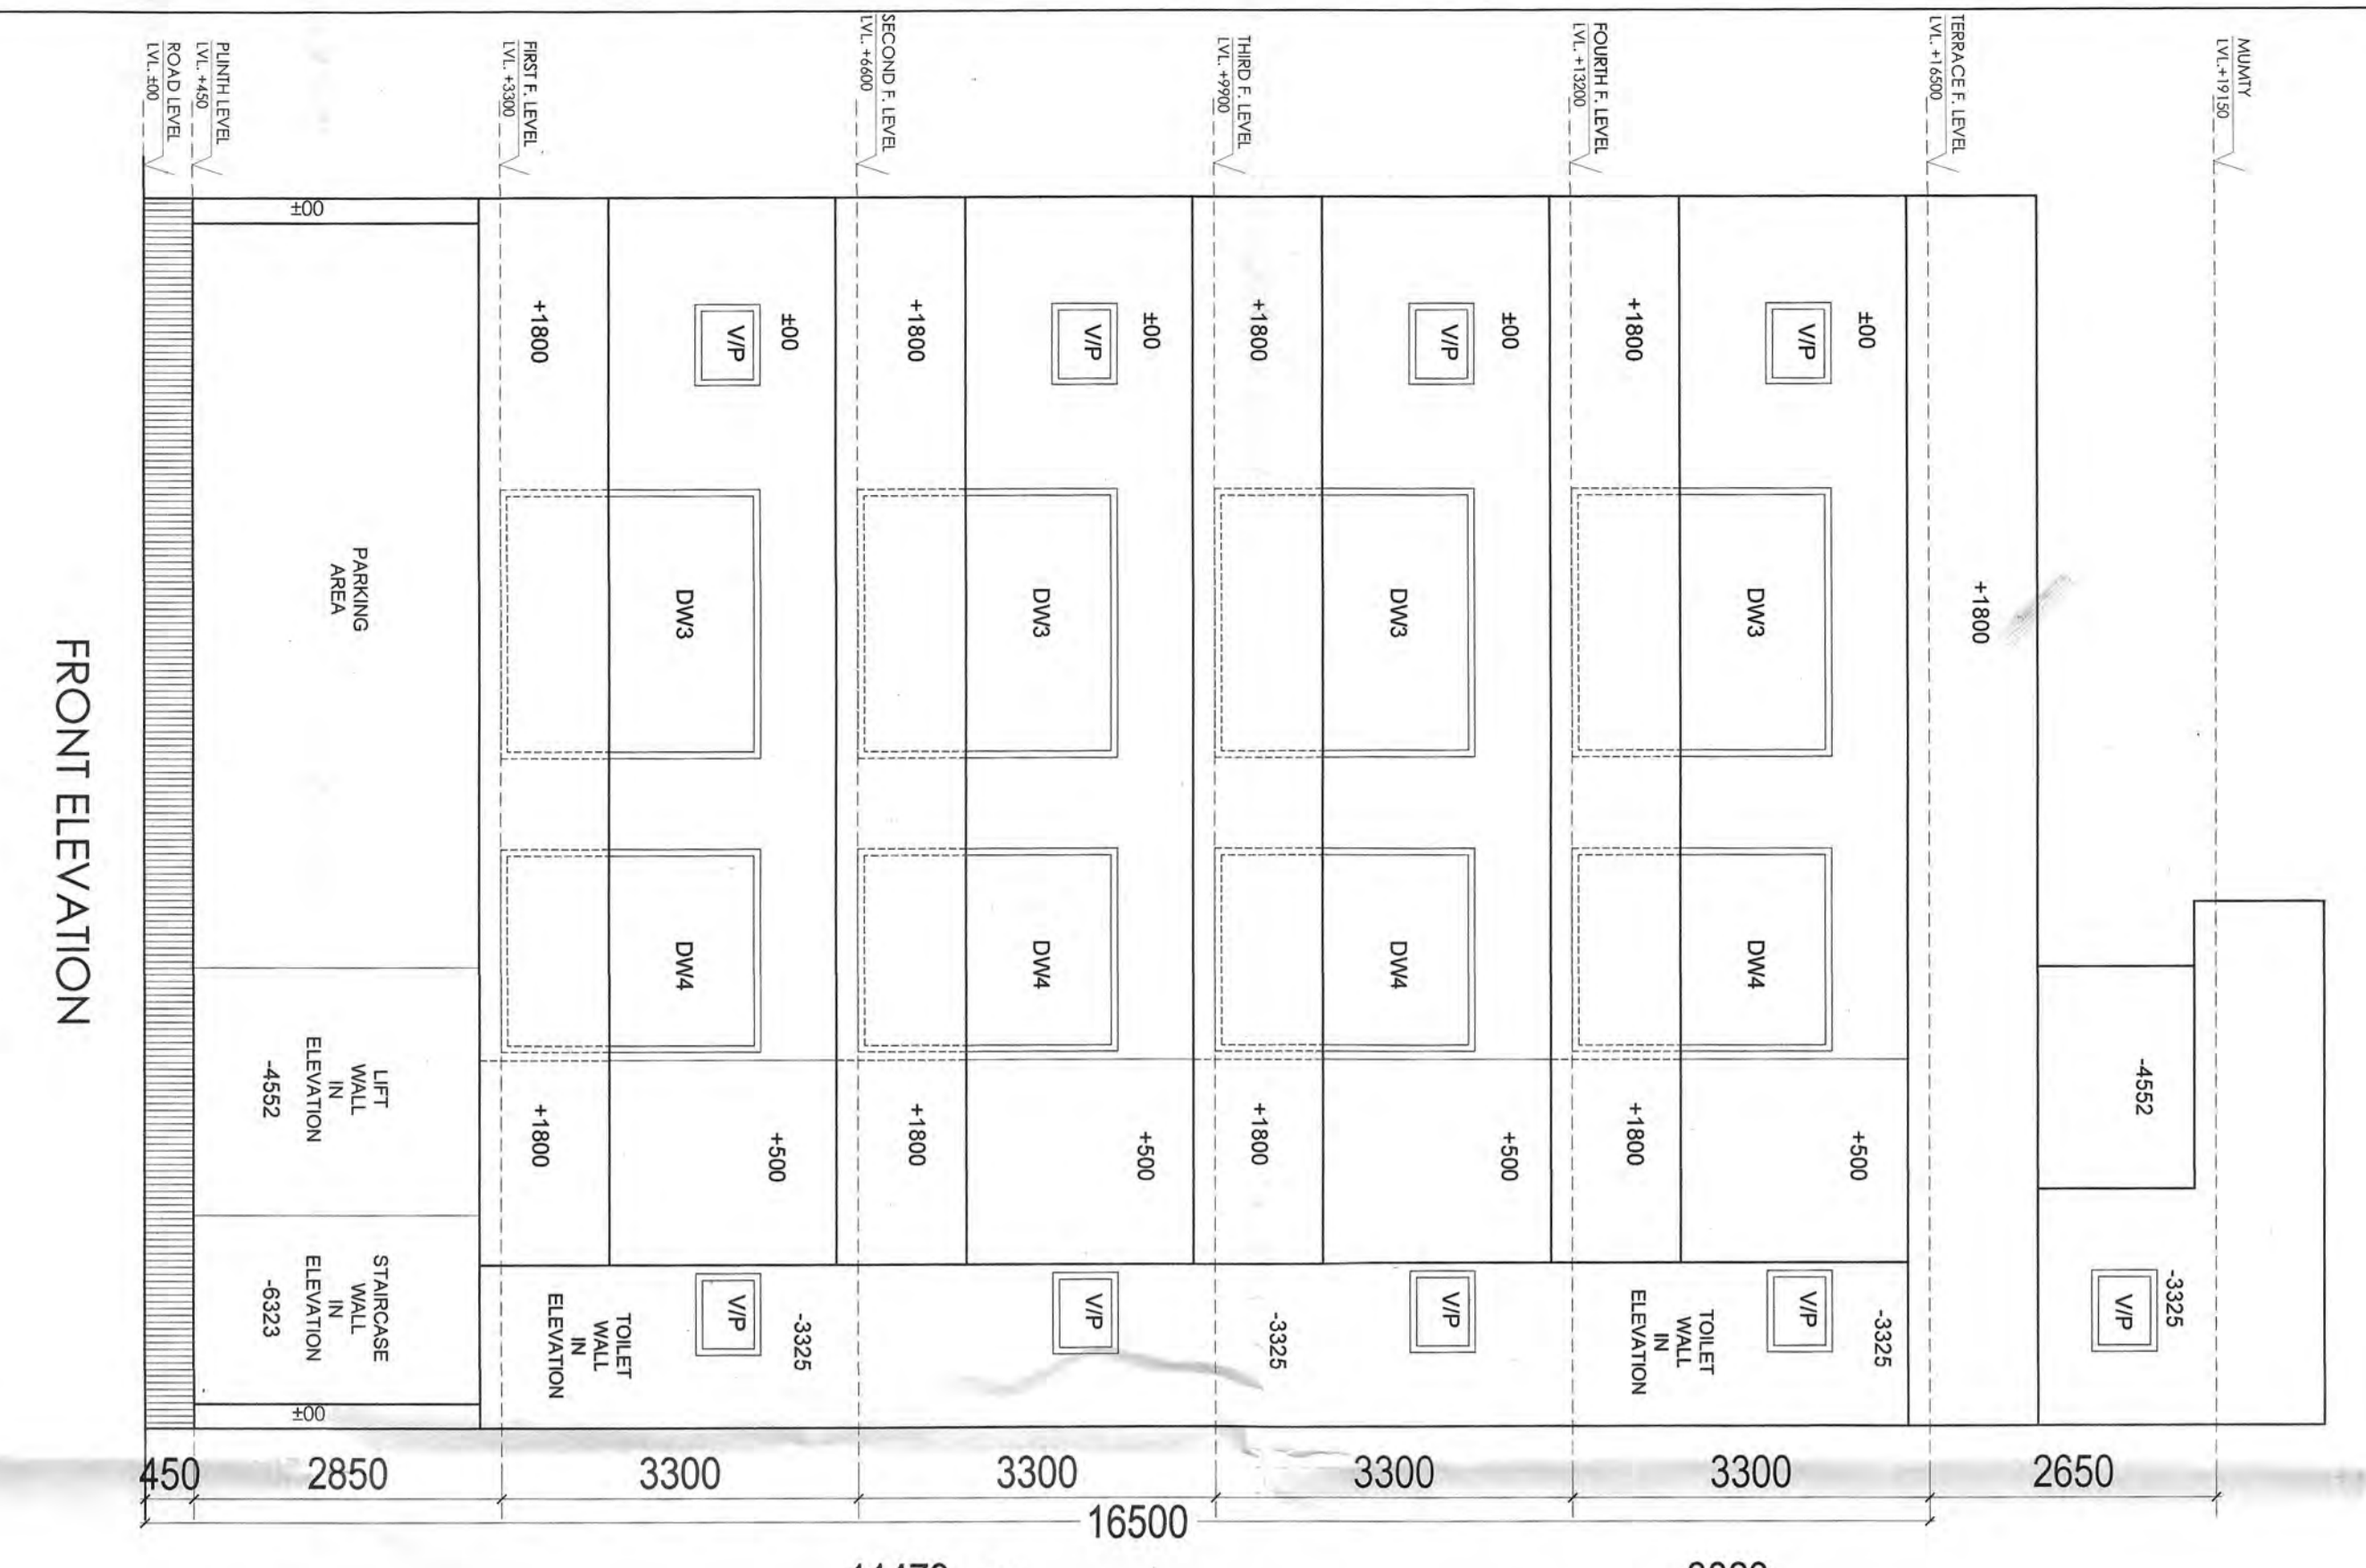 MUMTY
LVL.+19150
-3325
V/P
-4552
2650
+1800
TERRACE F. LEVEL
LVL. +16500
±00
+500
-3325
V/P
V/P
DW3
DW4
3300
TOILET
WALL
IN
ELEVATION
+1800
+1800
FOURTH F. LEVEL
LVL. +13200
±00
+500
V/P
V/P
DW3
DW4
3300
-3325
+1800
+1800
THIRD F. LEVEL
LVL. +9900
±00
+500
V/P
V/P
DW3
DW4
3300
16500
+1800
+1800
SECOND F. LEVEL
LVL. +6600
±00
+500
-3325
V/P
V/P
DW3
DW4
3300
TOILET
WALL
IN
ELEVATION
+1800
+1800
FIRST F. LEVEL
LVL. +3300
PARKING
AREA
LIFT
WALL
IN
ELEVATION
-4552
STAIRCASE
WALL
IN
ELEVATION
-6323
±00
±00
2850
PLINTH LEVEL
LVL. +450
450
ROAD LEVEL
LVL. ±00
FRONT ELEVATION